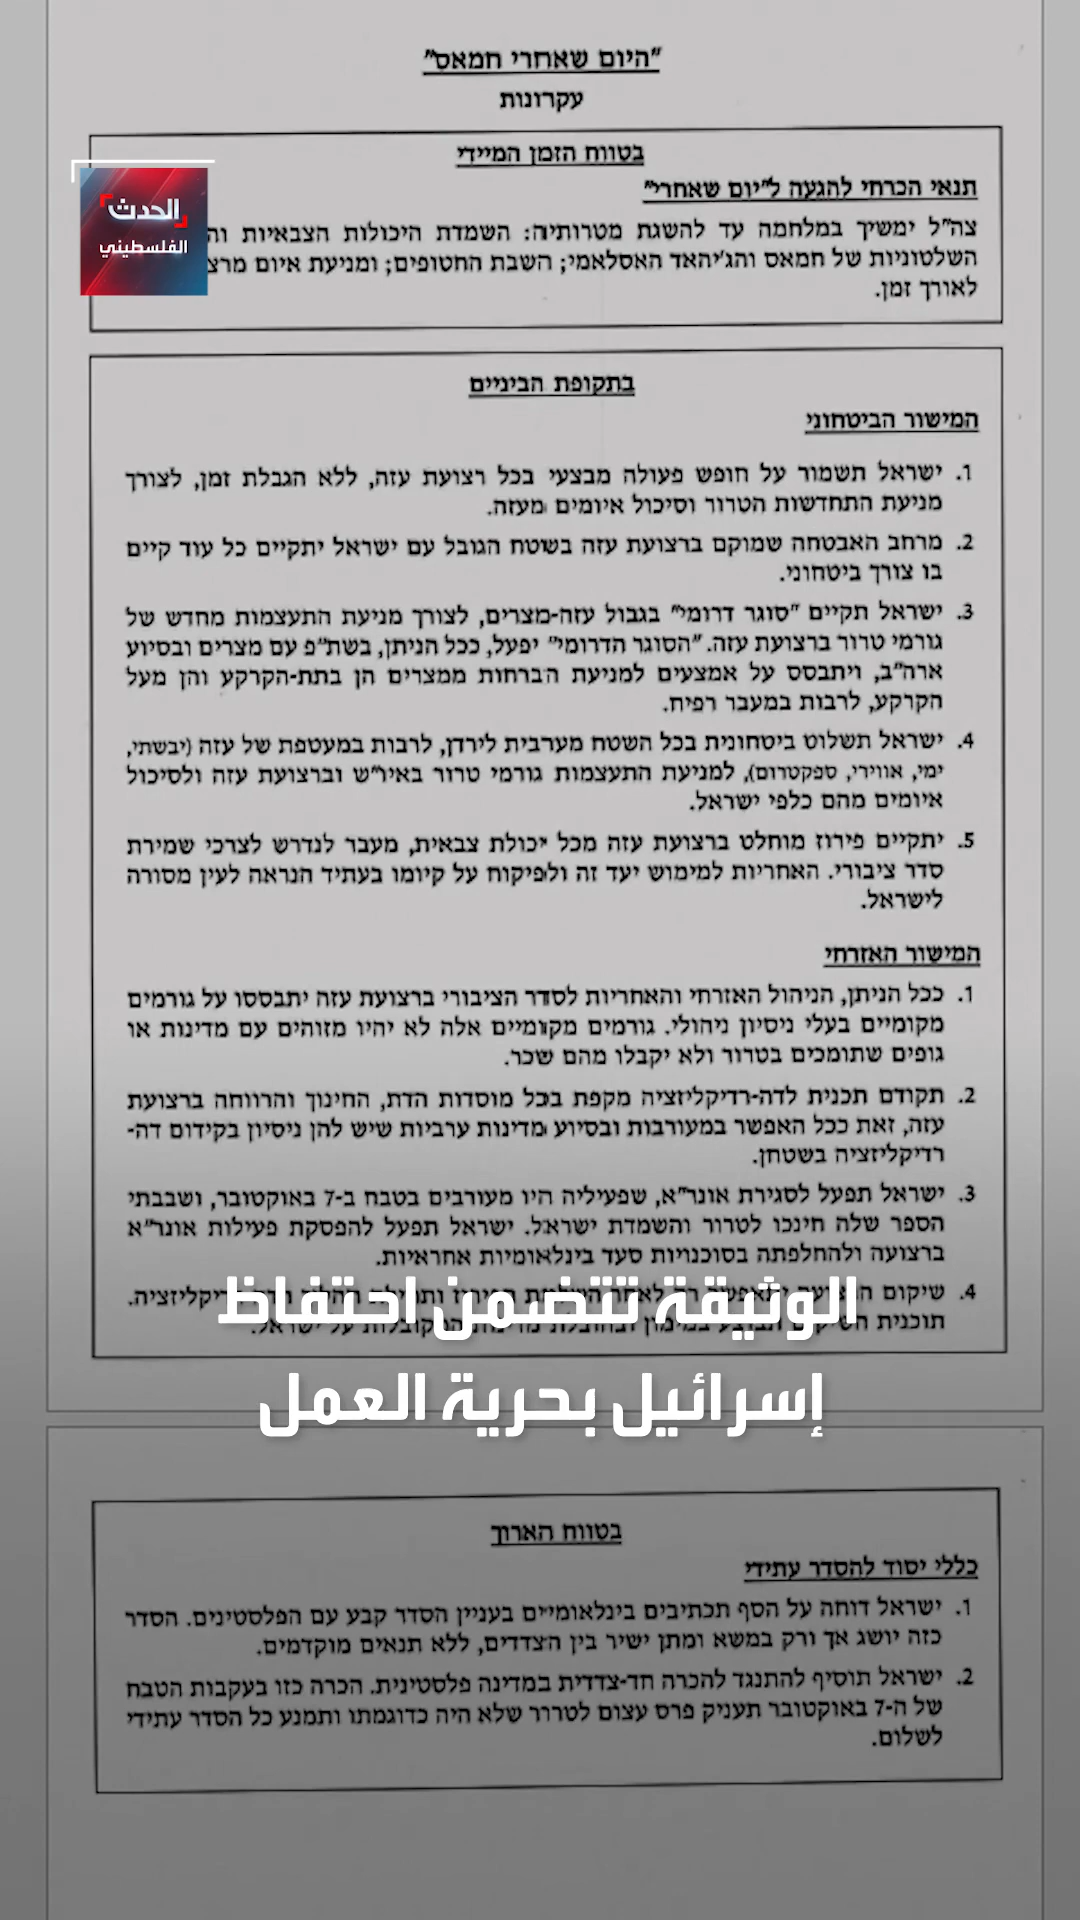 "היום שאחרי חמאס"
עקרונות
בטווח הזמן המיידי
תנאי הכרחי להגעה ל"יום שאחרי"
الحدث
الفلسطيني
צה"ל ימשיך במלחמה עד להשגת מטרותיה: השמדת היכולות הצבאיות
השלטוניות של חמאס והג'יהאד האסלאמי; השבת החטופים; ומניעת איום
לאורך זמן.
בתקופת הביניים
המישור הביטחוני
1. ישראל תשמור על חופש פעולה מבצעי בכל רצועת עזה, ללא הגבלת זמן, לצורך
מניעת התחדשות הטרור וסיכול איומים מעזה.
2. מרחב האבטחה שמוקם ברצועת עזה בשטח הגובל עם ישראל יתקיים כל עוד קיים
בו צורך ביטחוני.
3. ישראל תקיים "סוגר דרומי" בגבול עזה-מצרים, לצורך מניעת התעצמות מחדש של
גורמי טרור ברצועת עזה. "הסוגר הדרומי" יפעל, ככל הניתן, בשת"פ עם מצרים ובסיוע
ארה"ב, ויתבסס על אמצעים למניעת הברחות ממצרים הן בתת-הקרקע והן מעל
הקרקע, לרבות במעבר רפיח.
4. ישראל תשלוט ביטחונית בכל השטח מערבית לירדן, לרבות במעטפת של עזה (יבשתי,
ימי, אווירי, ספקטרום), למניעת התעצמות גורמי טרור באיו"ש וברצועת עזה ולסיכול
איומים מהם כלפי ישראל.
5. יתקיים פירוז מוחלט ברצועת עזה מכל יכולת צבאית, מעבר לנדרש לצרכי שמירת
סדר ציבורי. האחריות למימוש יעד זה ולפיקוח על קיומו בעתיד הנראה לעין מסורה
לישראל.
המישור האזרחי
1. ככל הניתן, הניהול האזרחי והאחריות לסדר הציבורי ברצועת עזה יתבססו על גורמים
מקומיים בעלי ניסיון ניהולי. גורמים מקומיים אלה לא יהיו מזוהים עם מדינות או
גופים שתומכים בטרור ולא יקבלו מהם שכר.
2. תקודם תכנית לדה-רדיקליזציה מקפת בכל מוסדות הדת, החינוך והרווחה ברצועת
עזה, זאת ככל האפשר במעורבות ובסיוע מדינות ערביות שיש להן ניסיון בקידום דה-
רדיקליזציה בשטחן.
3. ישראל תפעל לסגירת אונר"א, שפעיליה היו מעורבים בטבח ב-7 באוקטובר, ושבבתי
הספר שלה חינכו לטרור והשמדת ישראל. ישראל תפעל להפסקת פעילות אונר"א
ברצועה ולהחלפתה בסוכנויות סעד בינלאומיות אחראיות.
4. שיקום
תוכנית על ישראל.
الوثيقة تتضمن احتفاظ
إسرائيل بحرية العمل
בטווח הארוך
כללי יסוד להסדר עתידי
1. ישראל דוחה על הסף תכתיבים בינלאומיים בעניין הסדר קבע עם הפלסטינים. הסדר
כזה יושג אך ורק במשא ומתן ישיר בין הצדדים, ללא תנאים מוקדמים.
2. ישראל תוסיף להתנגד להכרה חד-צדדית במדינה פלסטינית. הכרה כזו בעקבות הטבח
של ה-7 באוקטובר תעניק פרס עצום לטרור שלא היה כדוגמתו ותמנע כל הסדר עתידי
לשלום.